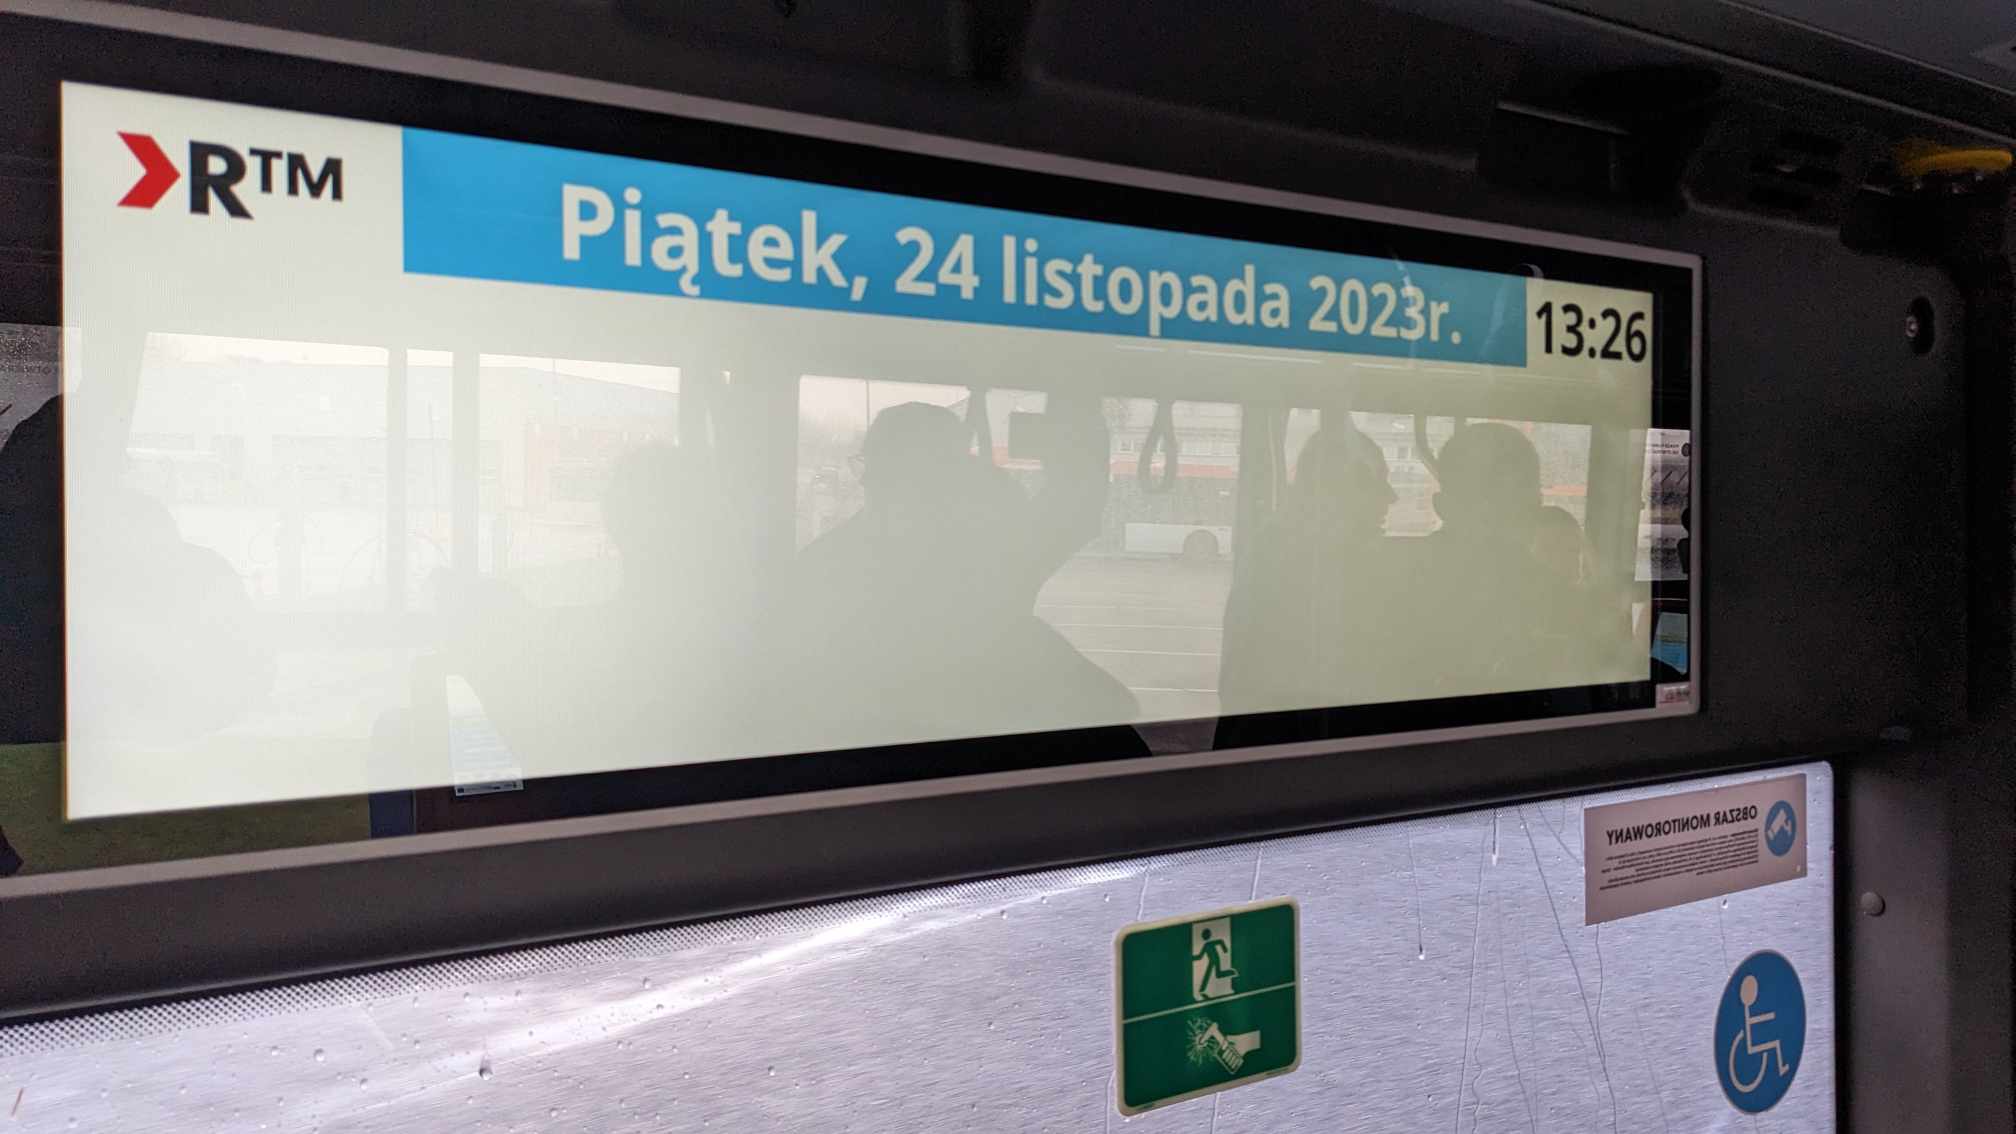 RTM
Piątek, 24 listopada 2023r.
13:26
OBSZAR MONITOROWANY